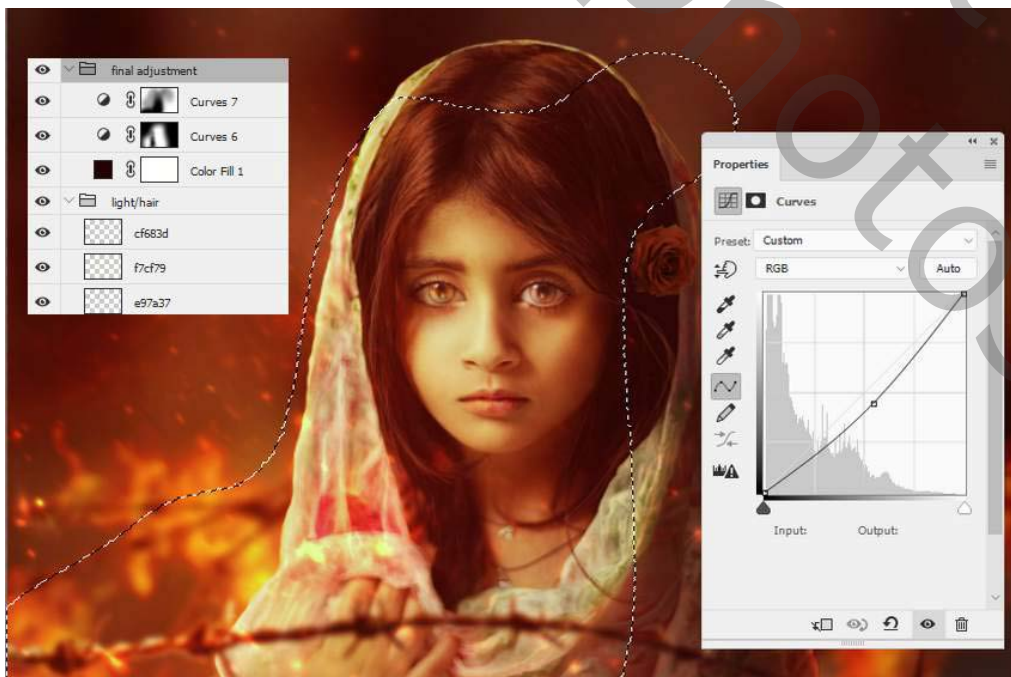 final adjustment
Curves 7
Curves 6
Color Fill 1
light/hair
cf683d
f7cf79
e97a37
Properties
Curves
Preset: Custom
RGB
Auto
Input: Output: